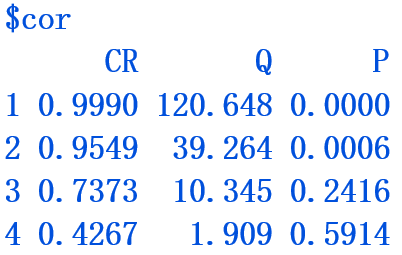 $cor
CR Q P
1 0.9990 120.648 0.0000
2 0.9549 39.264 0.0006
3 0.7373 10.345 0.2416
4 0.4267 1.909 0.5914